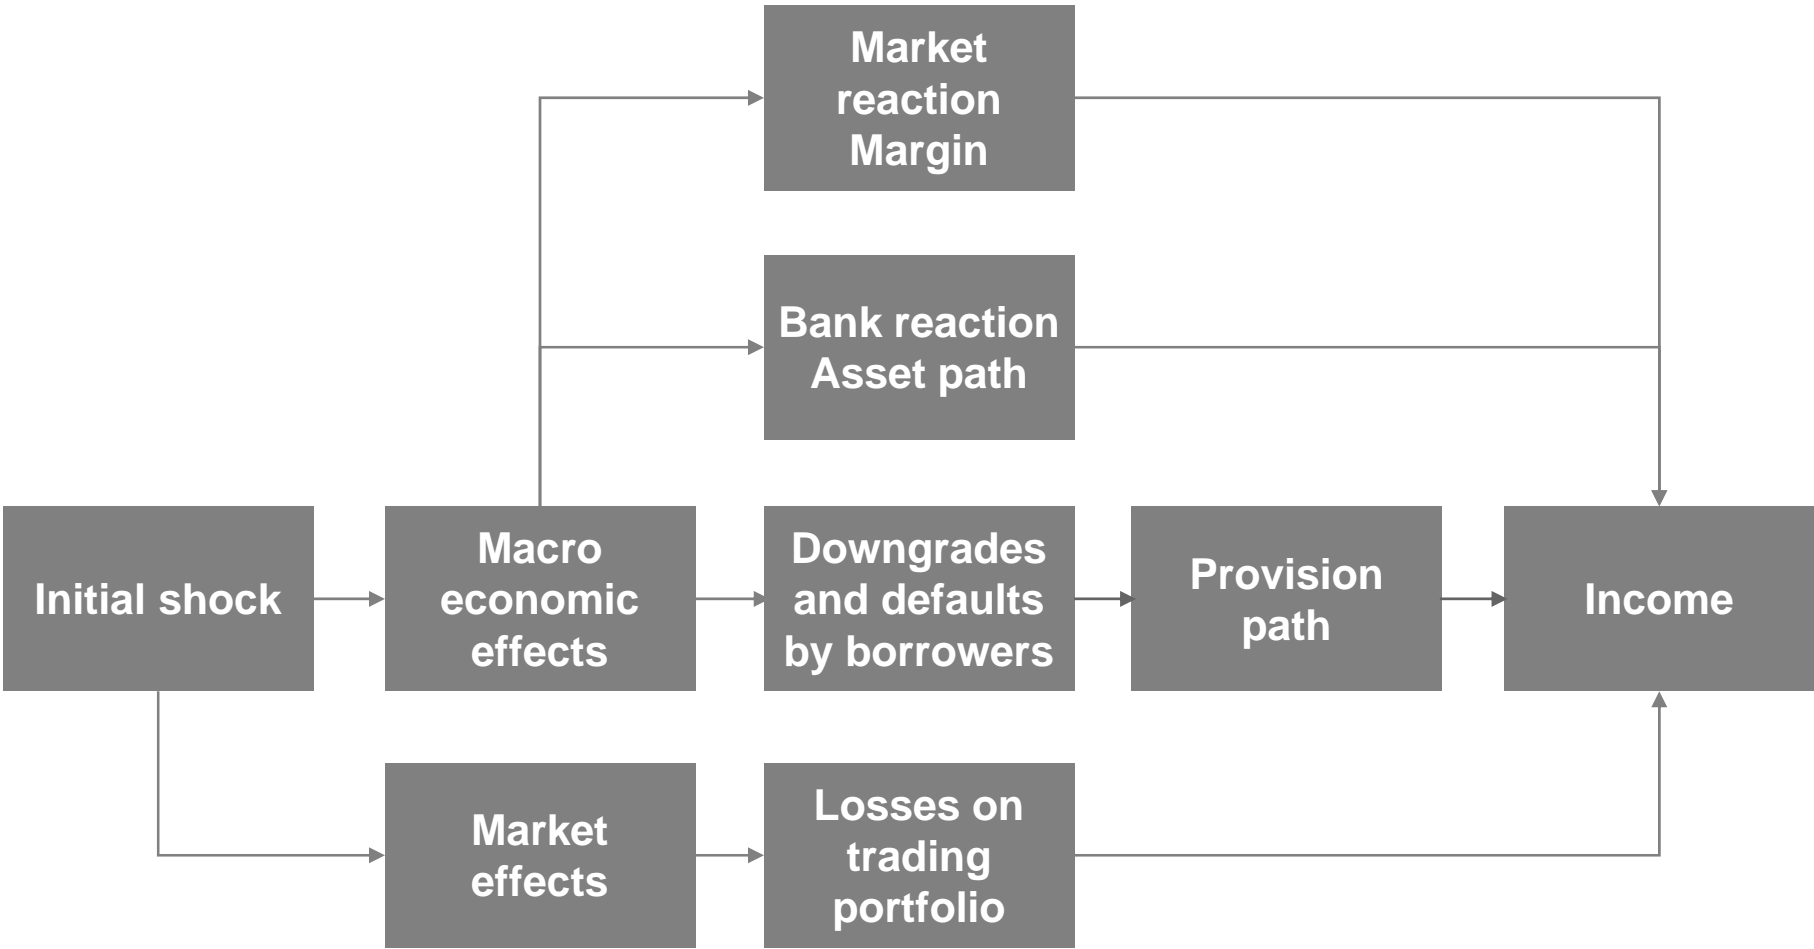 Market
reaction
Margin
Bank reaction
Asset path
Initial shock
Macro
economic
effects
Downgrades
and defaults
by borrowers
Provision
path
Income
Market
effects
Losses on
trading
portfolio